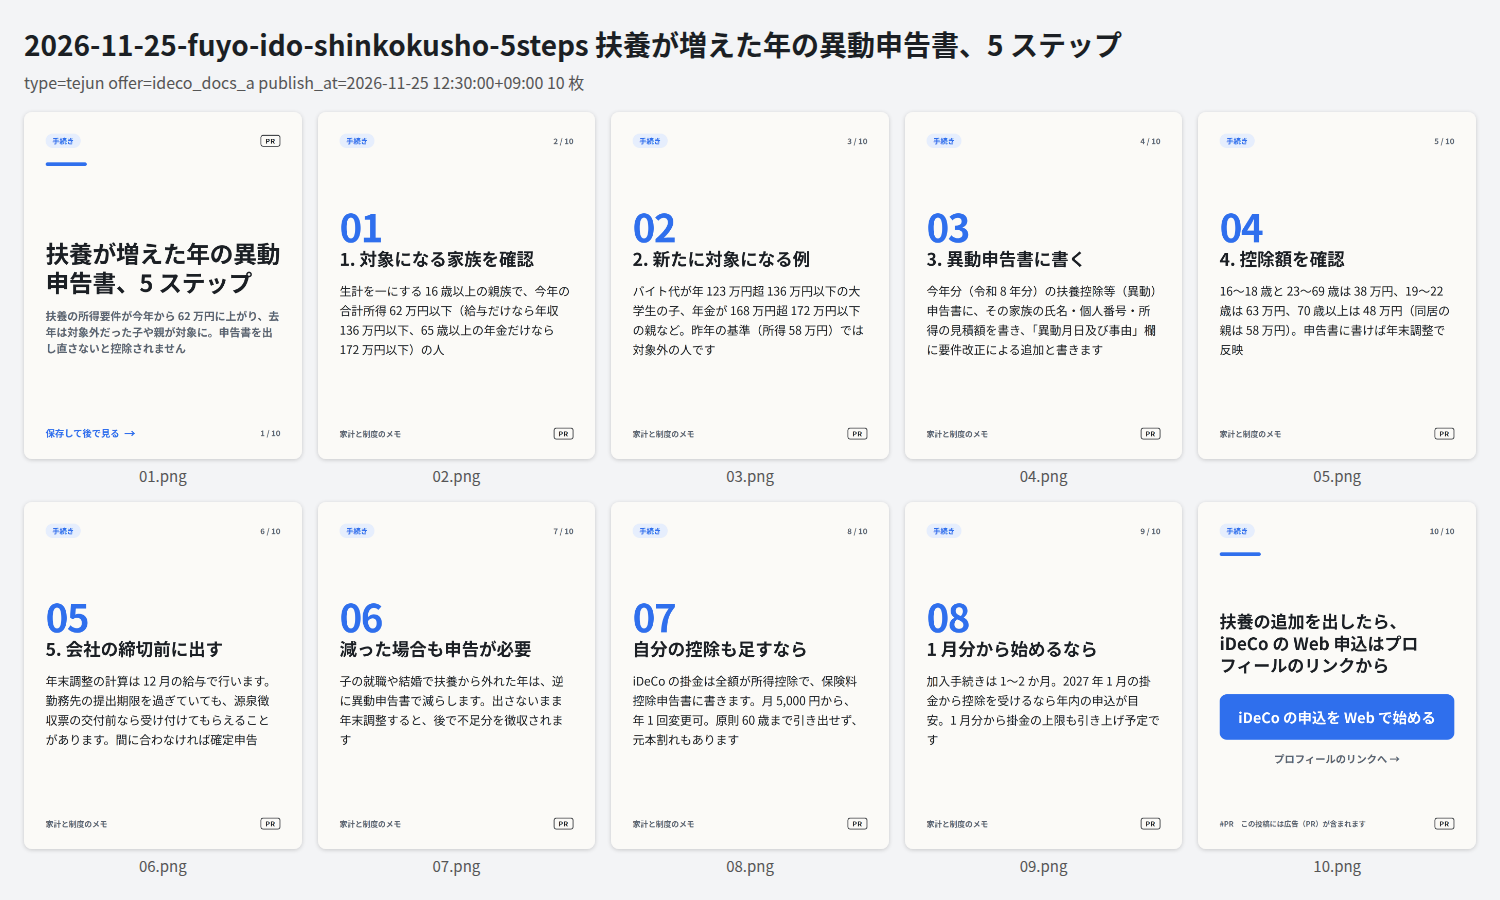 2026-11-25-fuyo-ido-shinkokusho-5steps 扶養が増えた年の異動申告書、5 ステップ
type=tejun offer=ideco_docs_a publish_at=2026-11-25 12:30:00+09:00 10 枚
手続き
PR
扶養が増えた年の異動
申告書、5 ステップ
扶養の所得要件が今年から 62 万円に上がり、去
年は対象外だった子や親が対象に。申告書を出
し直さないと控除されません
保存して後で見る →
1 / 10
01.png
手続き
2 / 10
01
1. 対象になる家族を確認
生計を一にする 16 歳以上の親族で、今年の
合計所得 62 万円以下（給与だけなら年収
136 万円以下、65 歳以上の年金だけなら
172 万円以下）の人
家計と制度のメモ
PR
02.png
手続き
3 / 10
02
2. 新たに対象になる例
バイト代が年 123 万円超 136 万円以下の大
学生の子、年金が 168 万円超 172 万円以下
の親など。昨年の基準（所得 58 万円）では
対象外の人です
家計と制度のメモ
PR
03.png
手続き
4 / 10
03
3. 異動申告書に書く
今年分（令和 8 年分）の扶養控除等（異動）
申告書に、その家族の氏名・個人番号・所
得の見積額を書き、「異動月日及び事由」欄
に要件改正による追加と書きます
家計と制度のメモ
PR
04.png
手続き
5 / 10
04
4. 控除額を確認
16〜18 歳と 23〜69 歳は 38 万円、19〜22
歳は 63 万円、70 歳以上は 48 万円（同居の
親は 58 万円）。申告書に書けば年末調整で
反映
家計と制度のメモ
PR
05.png
手続き
6 / 10
05
5. 会社の締切前に出す
年末調整の計算は 12 月の給与で行います。
勤務先の提出期限を過ぎていても、源泉徴
収票の交付前なら受け付けてもらえること
があります。間に合わなければ確定申告
家計と制度のメモ
PR
06.png
手続き
7 / 10
06
減った場合も申告が必要
子の就職や結婚で扶養から外れた年は、逆
に異動申告書で減らします。出さないまま
年末調整すると、後で不足分を徴収されま
す
家計と制度のメモ
PR
07.png
手続き
8 / 10
07
自分の控除も足すなら
iDeCo の掛金は全額が所得控除で、保険料
控除申告書に書きます。月 5,000 円から、
年 1 回変更可。原則 60 歳まで引き出せず、
元本割れもあります
家計と制度のメモ
PR
08.png
手続き
9 / 10
08
1 月分から始めるなら
加入手続きは 1〜2 か月。2027 年 1 月の掛
金から控除を受けるなら年内の申込が目
安。1 月分から掛金の上限も引き上げ予定で
す
家計と制度のメモ
PR
09.png
手続き
10 / 10
扶養の追加を出したら、
iDeCo の Web 申込はプロ
フィールのリンクから
iDeCo の申込を Web で始める
プロフィールのリンクへ →
#PR この投稿には広告（PR）が含まれます
PR
10.png